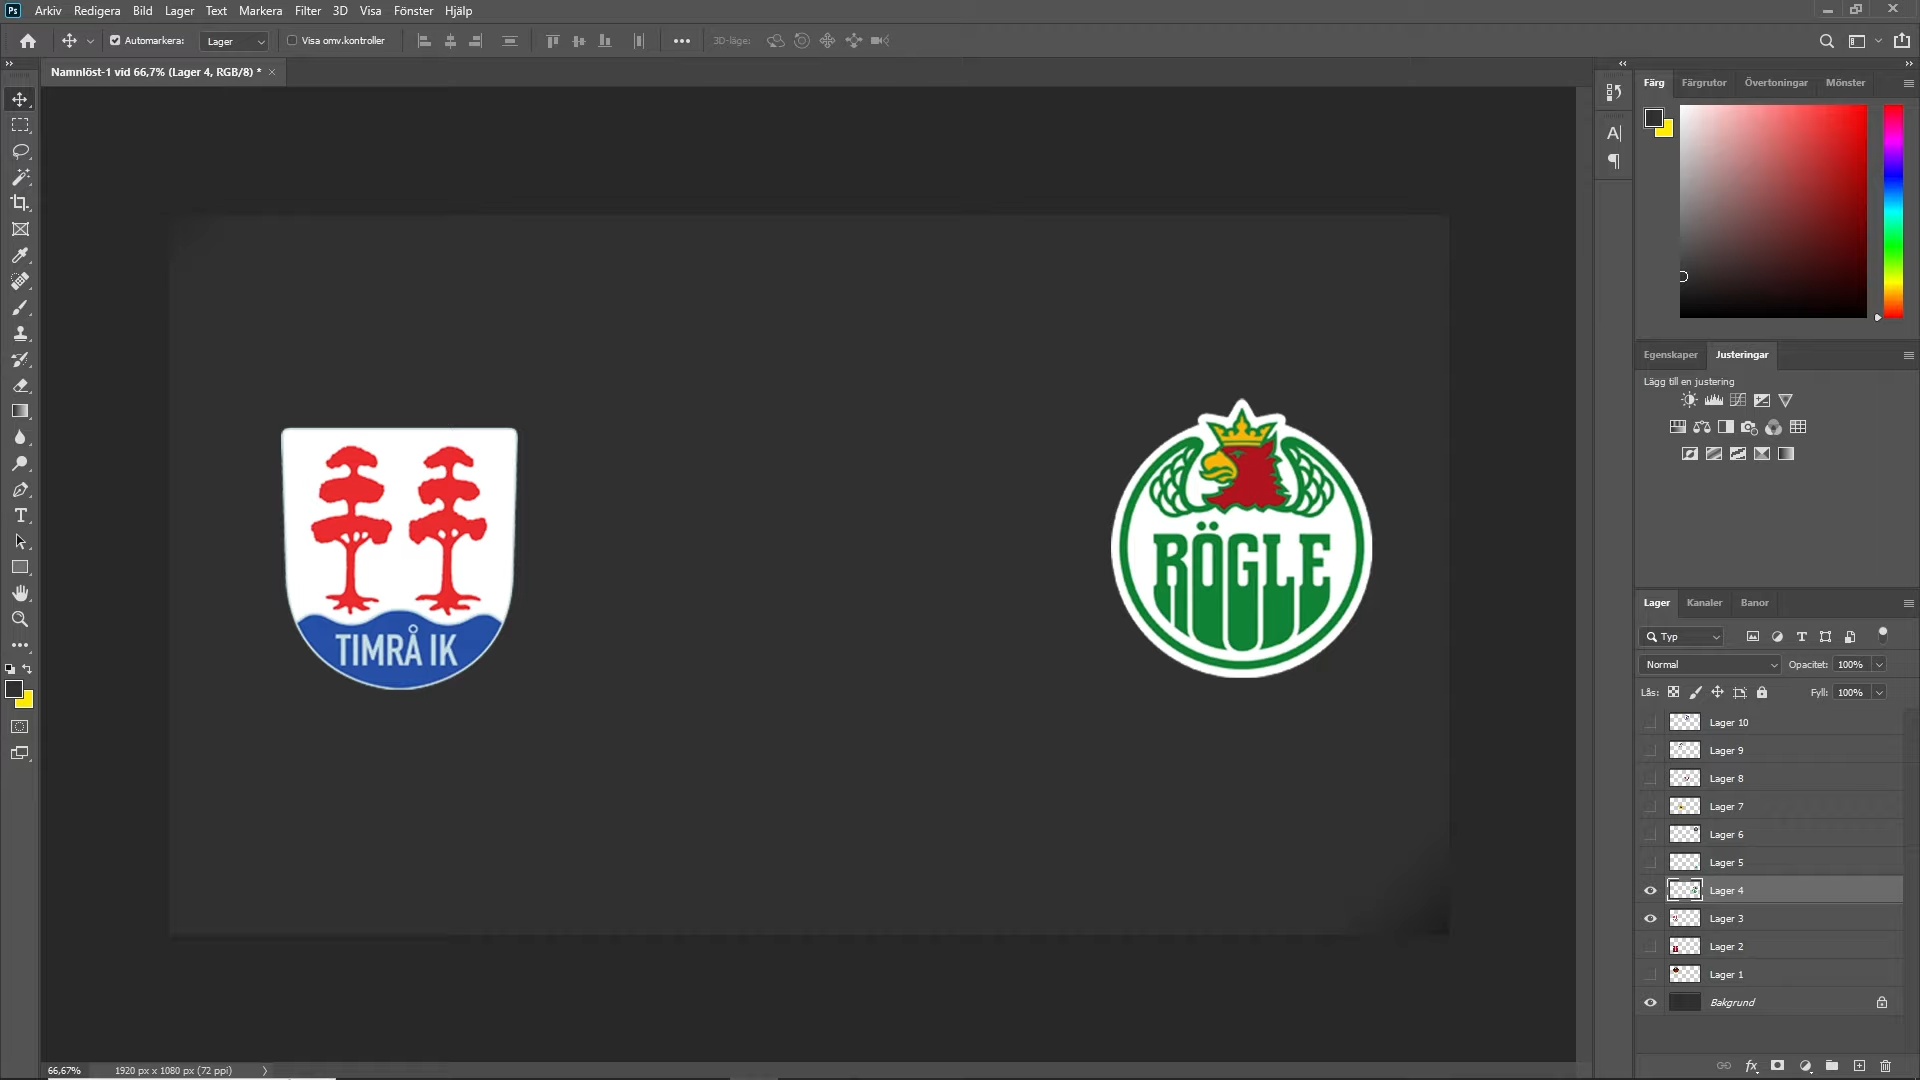 Ps Arkiv Redigera Bild Lager Text Markera Filter 3D Visa Fönster Hjälp
Automarkera: Lager Visa omv.kontroller 3D-läge:
Namnlöst-1 vid 66,7% (Lager 4, RGB/8) *
Färg Färgrutor Övertoningar Mönster
Egenskaper Justeringar
Lägg till en justering
RÖGLE
TIMRÅ IK
Lager Kanaler Banor
Typ
Normal Opacitet: 100%
Lås: Fyll: 100%
Lager 10
Lager 9
Lager 8
Lager 7
Lager 6
Lager 5
Lager 4
Lager 3
Lager 2
Lager 1
Bakgrund
66,67% 1920 px x 1080 px (72 ppi)